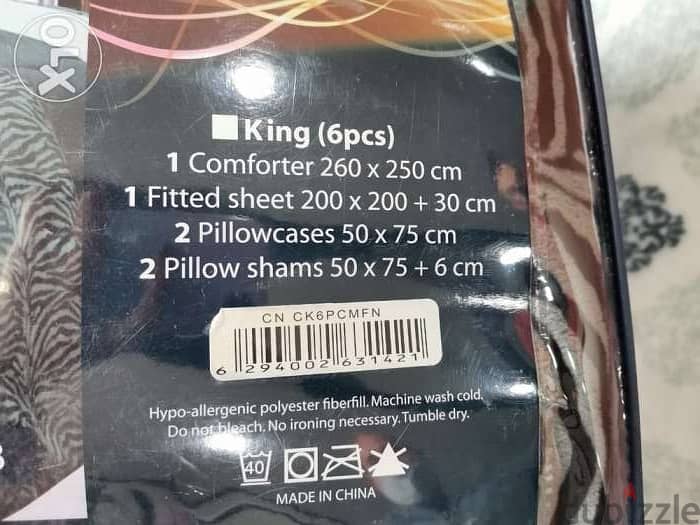 OLX
King (6pcs)
1 Comforter 260 x 250 cm
1 Fitted sheet 200 x 200 + 30 cm
2 Pillowcases 50 x 75 cm
2 Pillow shams 50 x 75 + 6 cm
CN CK6PCMFN
6 294002 631421
Hypo-allergenic polyester fiberfill. Machine wash cold.
Do not bleach. No ironing necessary. Tumble dry.
40
MADE IN CHINA
dubizzle